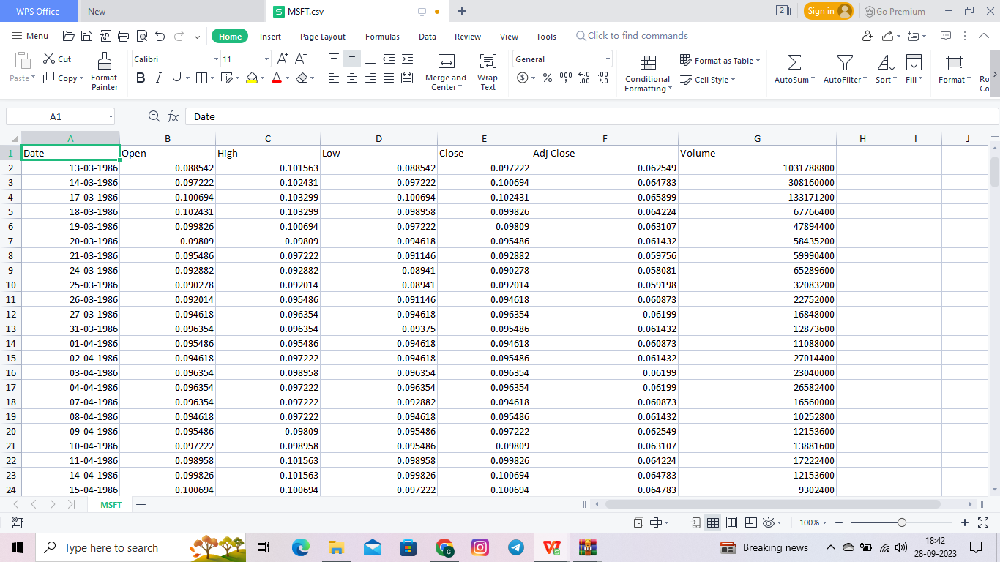 WPS Office New MSFT.csv 2 Sign in Go Premium
Menu Home Insert Page Layout Formulas Data Review View Tools Click to find commands
Paste Cut Copy Format Painter Calibri 11 A+ A- B I U A Merge and Center Wrap Text General $ % 000 .00 .0 Conditional Formatting Format as Table Cell Style AutoSum AutoFilter Sort Fill Format Ro Co
A1 fx Date
A B C D E F G H I J
1 Date Open High Low Close Adj Close Volume
2 13-03-1986 0.088542 0.101563 0.088542 0.097222 0.062549 1031788800
3 14-03-1986 0.097222 0.102431 0.097222 0.100694 0.064783 308160000
4 17-03-1986 0.100694 0.103299 0.100694 0.102431 0.065899 133171200
5 18-03-1986 0.102431 0.103299 0.098958 0.099826 0.064224 67766400
6 19-03-1986 0.099826 0.100694 0.097222 0.09809 0.063107 47894400
7 20-03-1986 0.09809 0.09809 0.094618 0.095486 0.061432 58435200
8 21-03-1986 0.095486 0.097222 0.091146 0.092882 0.059756 59990400
9 24-03-1986 0.092882 0.092882 0.08941 0.090278 0.058081 65289600
10 25-03-1986 0.090278 0.092014 0.08941 0.092014 0.059198 32083200
11 26-03-1986 0.092014 0.095486 0.091146 0.094618 0.060873 22752000
12 27-03-1986 0.094618 0.096354 0.094618 0.096354 0.06199 16848000
13 31-03-1986 0.096354 0.096354 0.09375 0.095486 0.061432 12873600
14 01-04-1986 0.095486 0.095486 0.094618 0.094618 0.060873 11088000
15 02-04-1986 0.094618 0.097222 0.094618 0.095486 0.061432 27014400
16 03-04-1986 0.096354 0.098958 0.096354 0.096354 0.06199 23040000
17 04-04-1986 0.096354 0.097222 0.096354 0.096354 0.06199 26582400
18 07-04-1986 0.096354 0.097222 0.092882 0.094618 0.060873 16560000
19 08-04-1986 0.094618 0.097222 0.094618 0.095486 0.061432 10252800
20 09-04-1986 0.095486 0.09809 0.095486 0.097222 0.062549 12153600
21 10-04-1986 0.097222 0.098958 0.095486 0.09809 0.063107 13881600
22 11-04-1986 0.098958 0.101563 0.098958 0.099826 0.064224 17222400
23 14-04-1986 0.099826 0.101563 0.099826 0.100694 0.064783 12153600
24 15-04-1986 0.100694 0.100694 0.097222 0.100694 0.064783 9302400
MSFT
100%
Type here to search Breaking news 18:42
28-09-2023